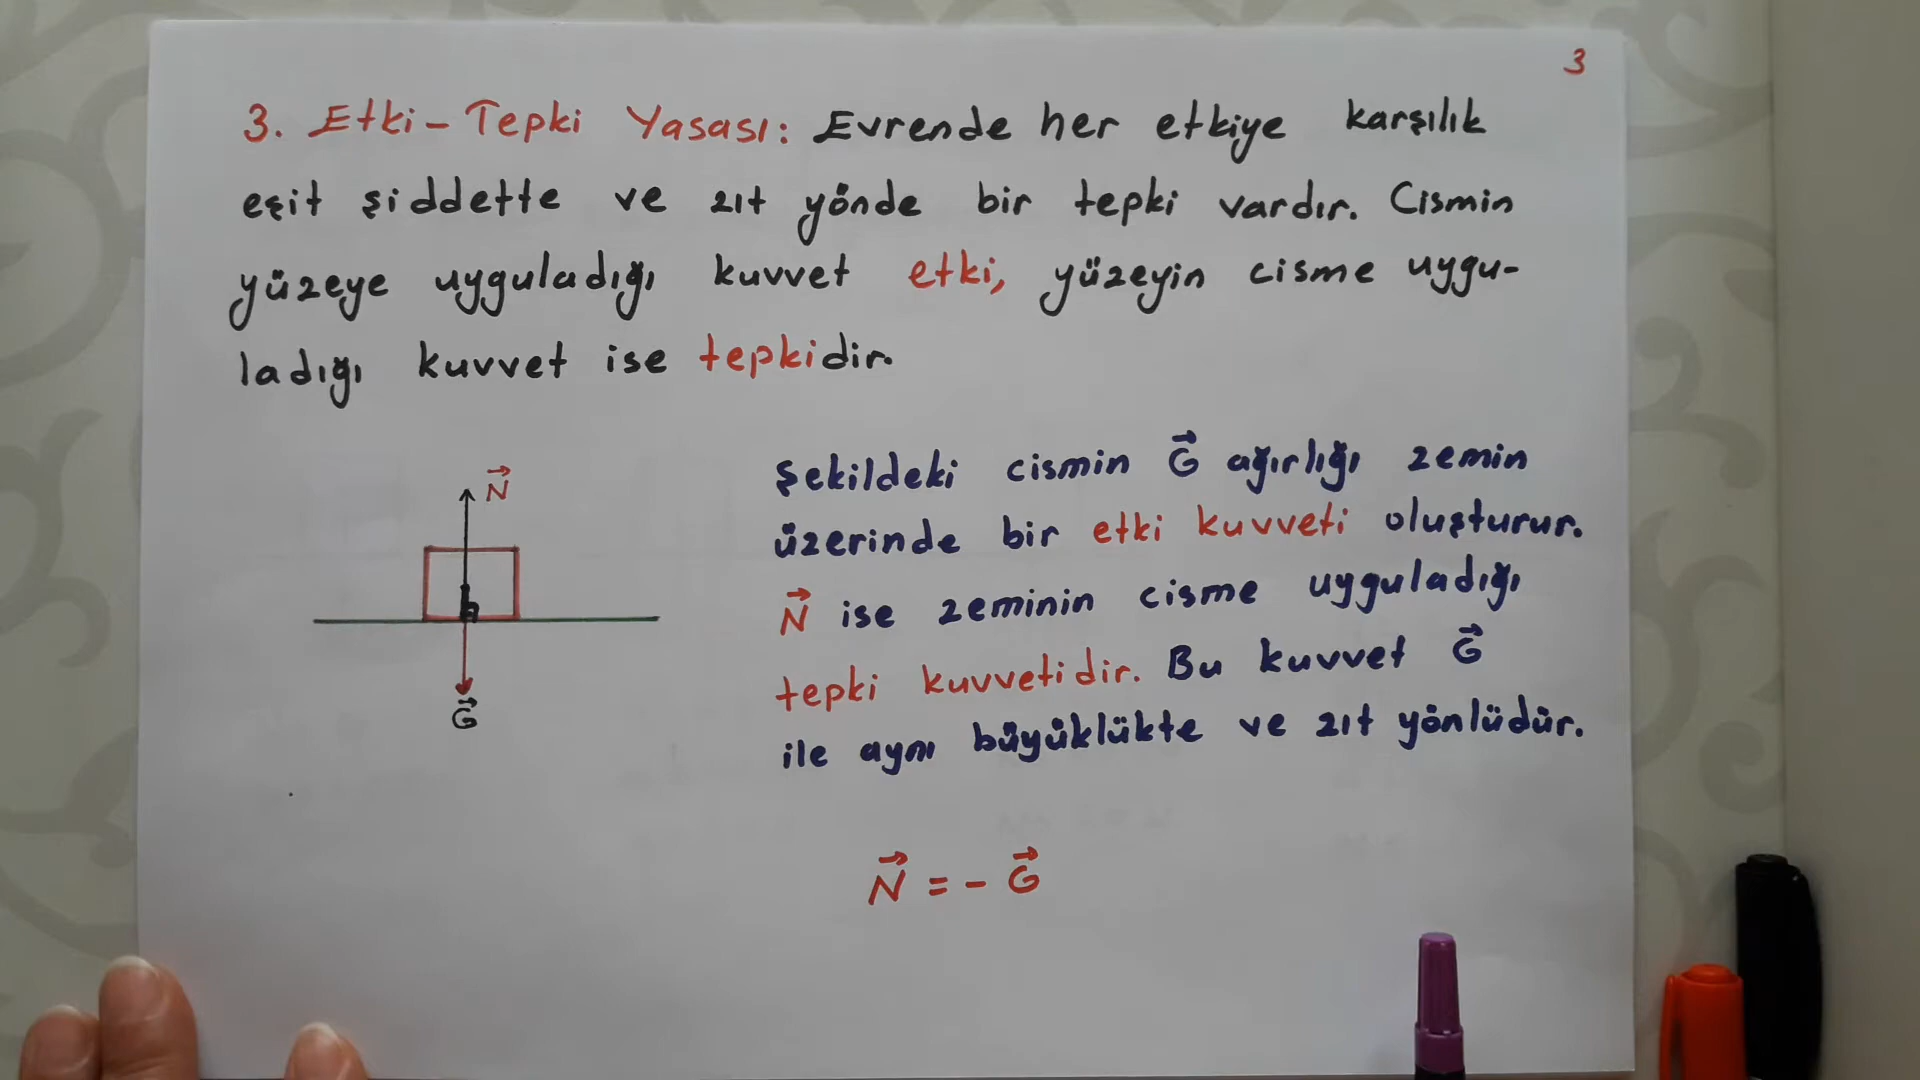 3
3. Etki-Tepki Yasası: Evrende her etkiye karşılık
eşit şiddette ve zıt yönde bir tepki vardır. Cismin
yüzeye uyguladığı kuvvet etki, yüzeyin cisme uygu-
ladığı kuvvet ise tepkidir.
N⃗
G⃗
Şekildeki cismin G⃗ ağırlığı zemin
üzerinde bir etki kuvveti oluşturur.
N⃗ ise zeminin cisme uyguladığı
tepki kuvvetidir. Bu kuvvet G⃗
ile aynı büyüklükte ve zıt yönlüdür.
N⃗ = - G⃗